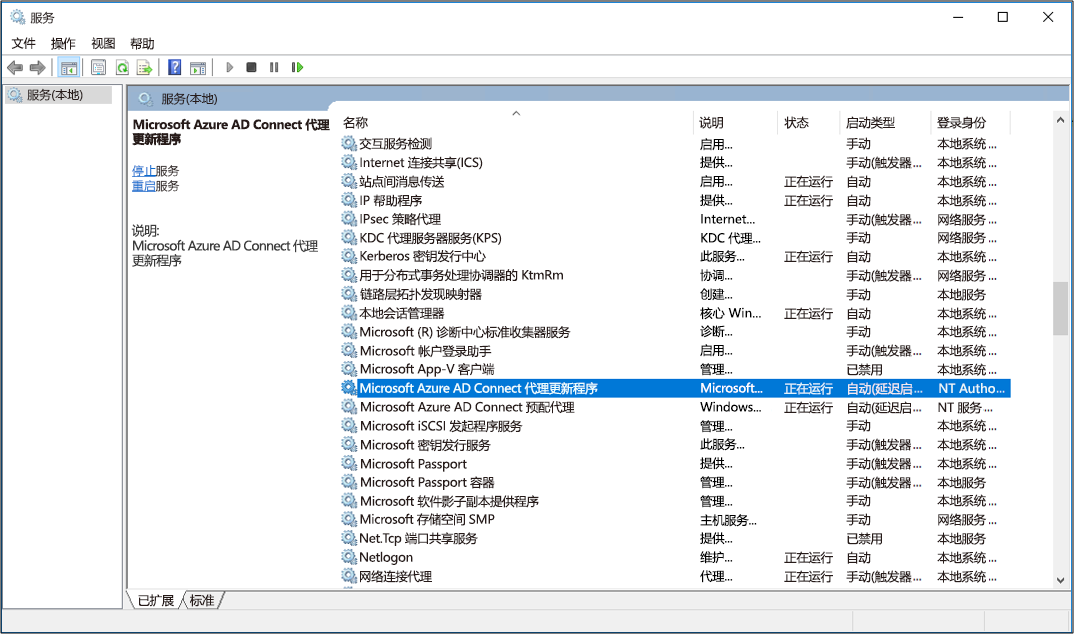 服务
文件 操作 视图 帮助
服务(本地)
服务(本地)
Microsoft Azure AD Connect 代理
更新程序
停止服务
重启服务
说明:
Microsoft Azure AD Connect 代理
更新程序
名称 说明 状态 启动类型 登录身份
交互服务检测 启用... 手动 本地系统...
Internet 连接共享(ICS) 提供... 手动(触发器... 本地系统...
站点间消息传送 启用... 正在运行 自动 本地系统...
IP 帮助程序 提供... 正在运行 自动 本地系统...
IPsec 策略代理 Internet... 手动(触发器... 网络服务...
KDC 代理服务器服务(KPS) KDC 代理... 手动 网络服务...
Kerberos 密钥发行中心 此服务... 正在运行 自动 本地系统...
用于分布式事务处理协调器的 KtmRm 协调... 手动(触发器... 网络服务...
链路层拓扑发现映射器 创建... 手动 本地服务
本地会话管理器 核心 Win... 正在运行 自动 本地系统...
Microsoft (R) 诊断中心标准收集器服务 诊断... 手动 本地系统...
Microsoft 帐户登录助手 启用... 手动(触发器... 本地系统...
Microsoft App-V 客户端 管理... 已禁用 本地系统...
Microsoft Azure AD Connect 代理更新程序 Microsoft... 正在运行 自动(延迟启... NT Autho...
Microsoft Azure AD Connect 预配代理 Windows... 正在运行 自动(延迟启... NT 服务...
Microsoft iSCSI 发起程序服务 管理... 手动 本地系统...
Microsoft 密钥发行服务 此服务... 手动(触发器... 本地系统...
Microsoft Passport 提供... 手动(触发器... 本地系统...
Microsoft Passport 容器 管理... 手动(触发器... 本地服务
Microsoft 软件影子副本提供程序 管理... 手动 本地系统...
Microsoft 存储空间 SMP 主机服务... 手动 网络服务...
Net.Tcp 端口共享服务 提供... 已禁用 本地服务
Netlogon 维护... 正在运行 自动 本地系统...
网络连接代理 代理... 正在运行 手动(触发器... 本地系统...
已扩展 标准